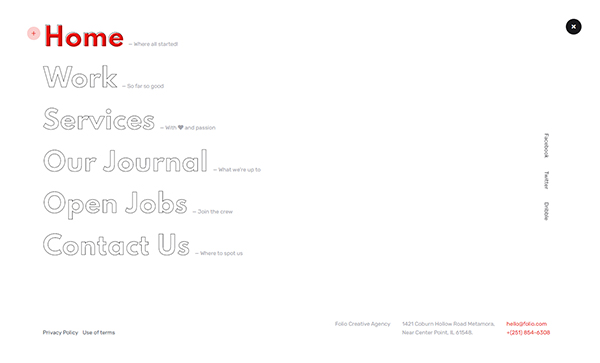 Home – Where all started!
Work – So far so good
Services – With ♥ and passion
Our Journal – What we're up to
Open Jobs – Join the crew
Contact Us – Where to spot us
Facebook
Twitter
Dribble
Privacy Policy Use of terms
Folio Creative Agency
1421 Coburn Hollow Road Metamora,
Near Center Point, IL 61548.
hello@folio.com
+(251) 854-6308